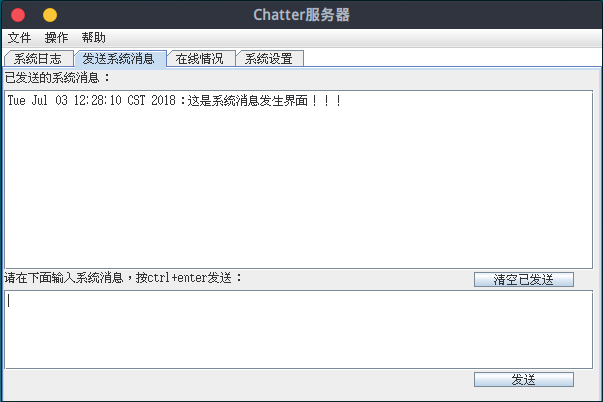 Chatter服务器
文件 操作 帮助
系统日志 发送系统消息 在线情况 系统设置
已发送的系统消息：
Tue Jul 03 12:28:10 CST 2018：这是系统消息发生界面！！！
请在下面输入系统消息，按ctrl+enter发送： 清空已发送
发送